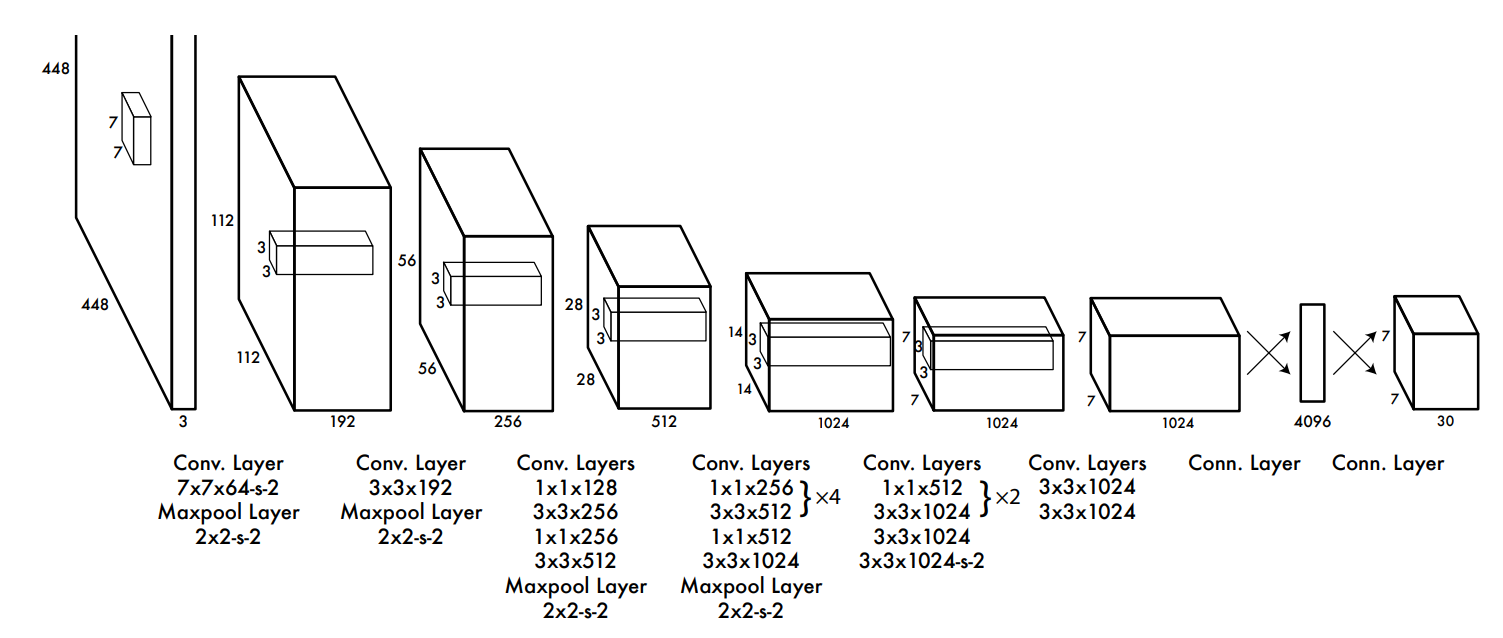 448
7
7
448
3
112
3
3
112
192
56
3
3
56
256
28
3
3
28
512
14
3
3
14
1024
7
3
3
7
1024
7
7
1024
4096
7
7
30
Conv. Layer
7x7x64-s-2
Maxpool Layer
2x2-s-2
Conv. Layer
3x3x192
Maxpool Layer
2x2-s-2
Conv. Layers
1x1x128
3x3x256
1x1x256
3x3x512
Maxpool Layer
2x2-s-2
Conv. Layers
1x1x256
3x3x512
}×4
1x1x512
3x3x1024
Maxpool Layer
2x2-s-2
Conv. Layers
1x1x512
3x3x1024
}×2
3x3x1024
3x3x1024-s-2
Conv. Layers
3x3x1024
3x3x1024
Conn. Layer
Conn. Layer